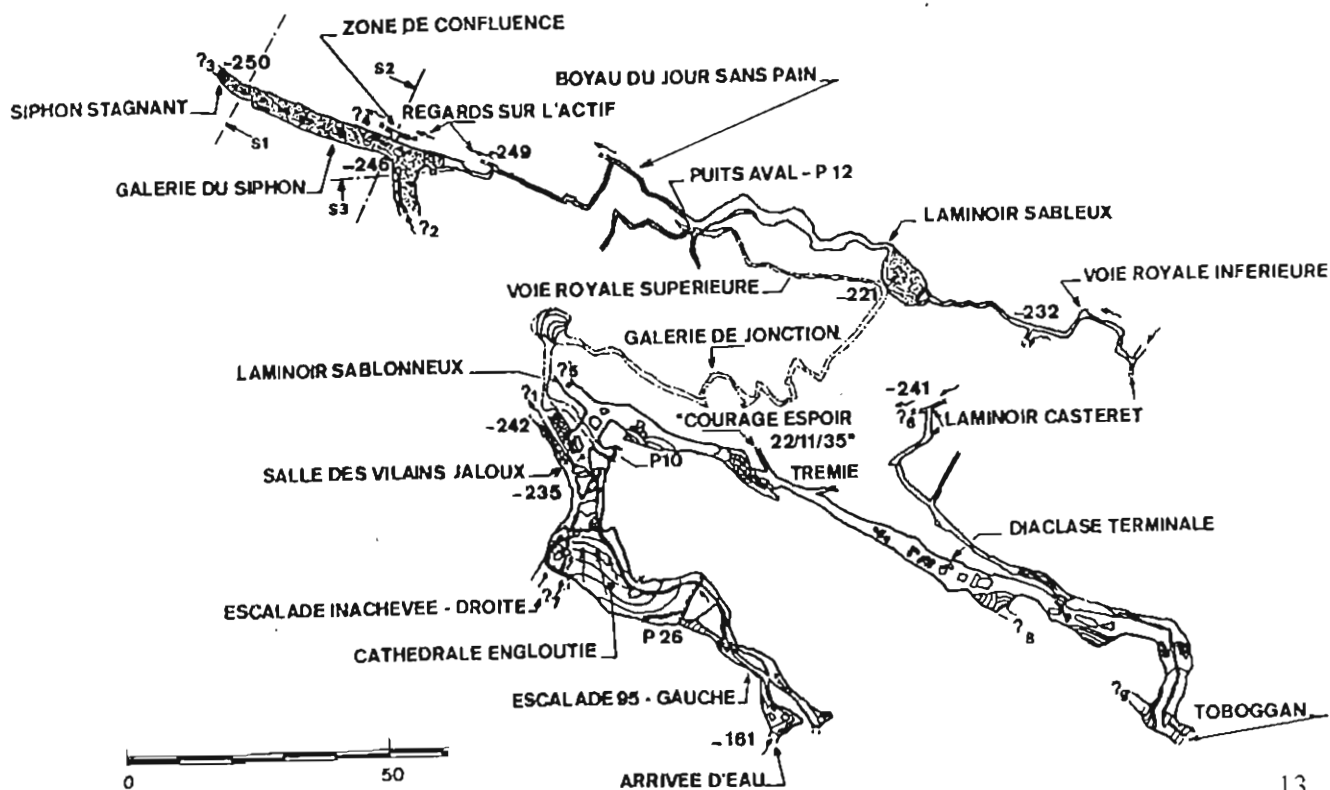 ZONE DE CONFLUENCE
?3 -250
S2
BOYAU DU JOUR SANS PAIN
SIPHON STAGNANT
REGARDS SUR L'ACTIF
?4
S1
-249
-246
PUITS AVAL - P 12
GALERIE DU SIPHON
S3
LAMINOIR SABLEUX
?2
VOIE ROYALE SUPERIEURE
-221
VOIE ROYALE INFERIEURE
-232
GALERIE DE JONCTION
LAMINOIR SABLONNEUX
?5
?1
-241
"COURAGE ESPOIR
22/11/35"
?6
LAMINOIR CASTERET
-242
P10
TREMIE
SALLE DES VILAINS JALOUX
-235
DIACLASE TERMINALE
ESCALADE INACHEVEE - DROITE
?7
P 26
?8
CATHEDRALE ENGLOUTIE
ESCALADE 95 - GAUCHE
?9
TOBOGGAN
-161
0
50
ARRIVEE D'EAU
13